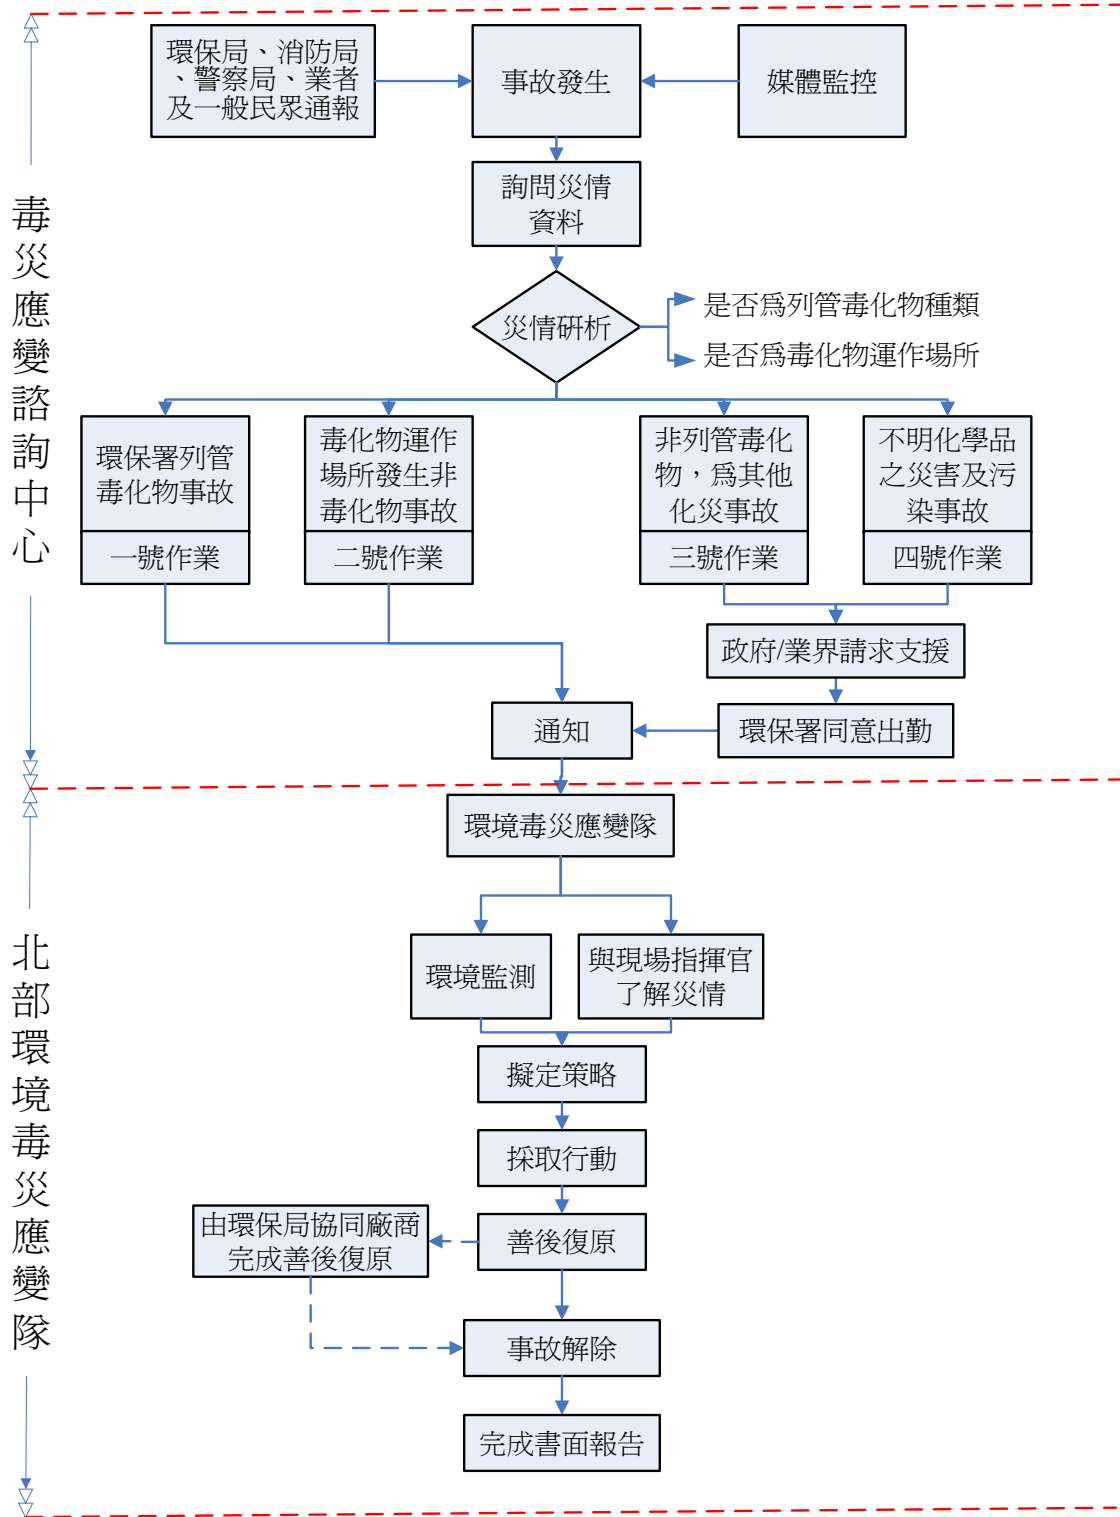 環保局、消防局
、警察局、業者
及一般民眾通報
事故發生
媒體監控
詢問災情
資料
災情研析
是否爲列管毒化物種類
是否爲毒化物運作場所
環保署列管
毒化物事故
一號作業
毒化物運作
場所發生非
毒化物事故
二號作業
非列管毒化
物，爲其他
化災事故
三號作業
不明化學品
之災害及污
染事故
四號作業
政府/業界請求支援
環保署同意出勤
通知
毒災應變諮詢中心
環境毒災應變隊
環境監測
與現場指揮官
了解災情
擬定策略
採取行動
善後復原
由環保局協同廠商
完成善後復原
事故解除
完成書面報告
北部環境毒災應變隊